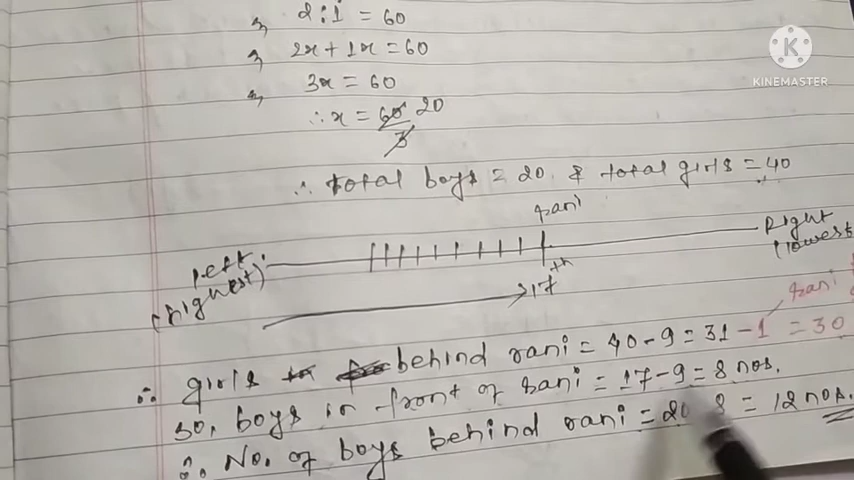 ⇒ 2:1 = 60
⇒ 2x + 1x = 60
⇒ 3x = 60
∴ x = 60/3 20
∴ total boys = 20 & total girls = 40
rani
left (highest)
Right (lowest
17th
rani
∴ girls behind rani = 40-9 = 31-1 = 30
so, boys in front of rani = 17-9 = 8 nos.
∴ No. of boys behind rani = 20 8 = 12 nos.
K
KINEMASTER